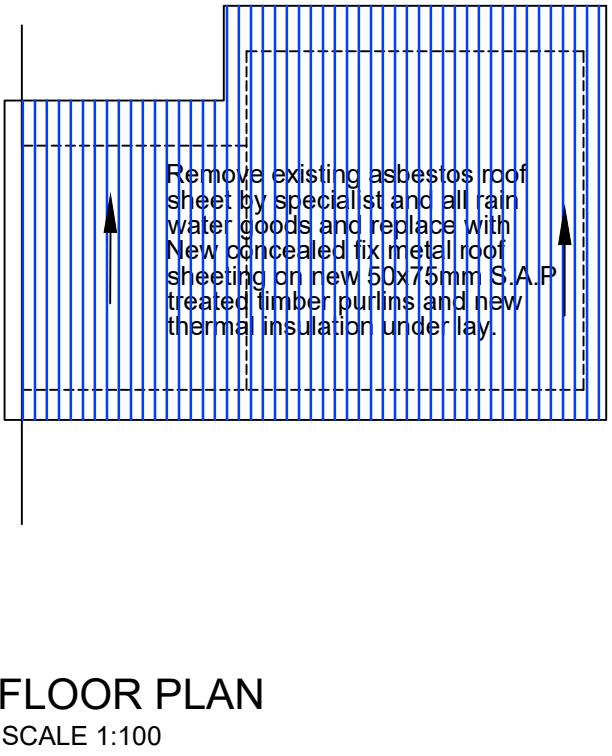 Remove existing asbestos roof
sheet by specialist and all rain
water goods and replace with
New concealed fix metal roof
sheeting on new 50x75mm S.A.P
treated timber purlins and new
thermal insulation under lay.
FLOOR PLAN
SCALE 1:100